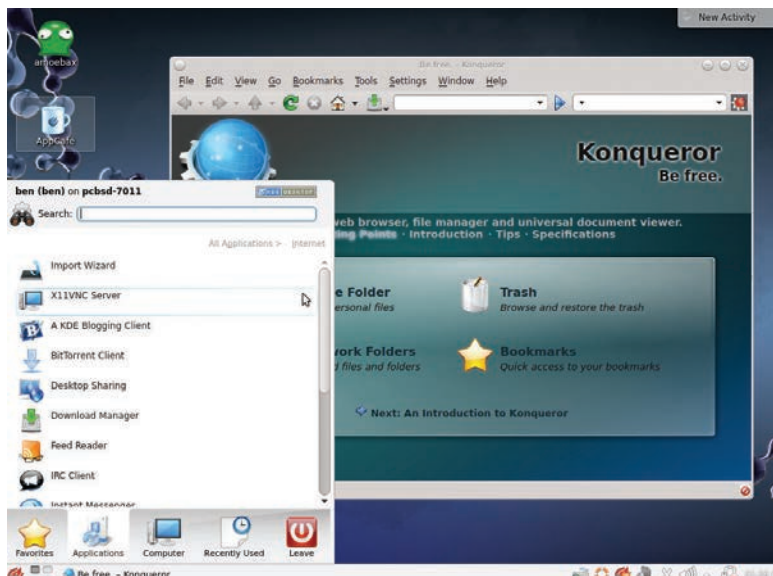 New Activity
amoebax
AppCafe
Be free. - Konqueror
File Edit View Go Bookmarks Tools Settings Window Help
Konqueror
Be free.
web browser, file manager and universal document viewer.
Points · Introduction · Tips · Specifications
e Folder
ersonal files
Trash
Browse and restore the trash
work Folders
files and folders
Bookmarks
Quick access to your bookmarks
Next: An Introduction to Konqueror
ben (ben) on pcbsd-7011
Search:
All Applications > Internet
Import Wizard
X11VNC Server
A KDE Blogging Client
BitTorrent Client
Desktop Sharing
Download Manager
Feed Reader
IRC Client
Instant Messenger
Favorites Applications Computer Recently Used Leave
Be free. - Konqueror